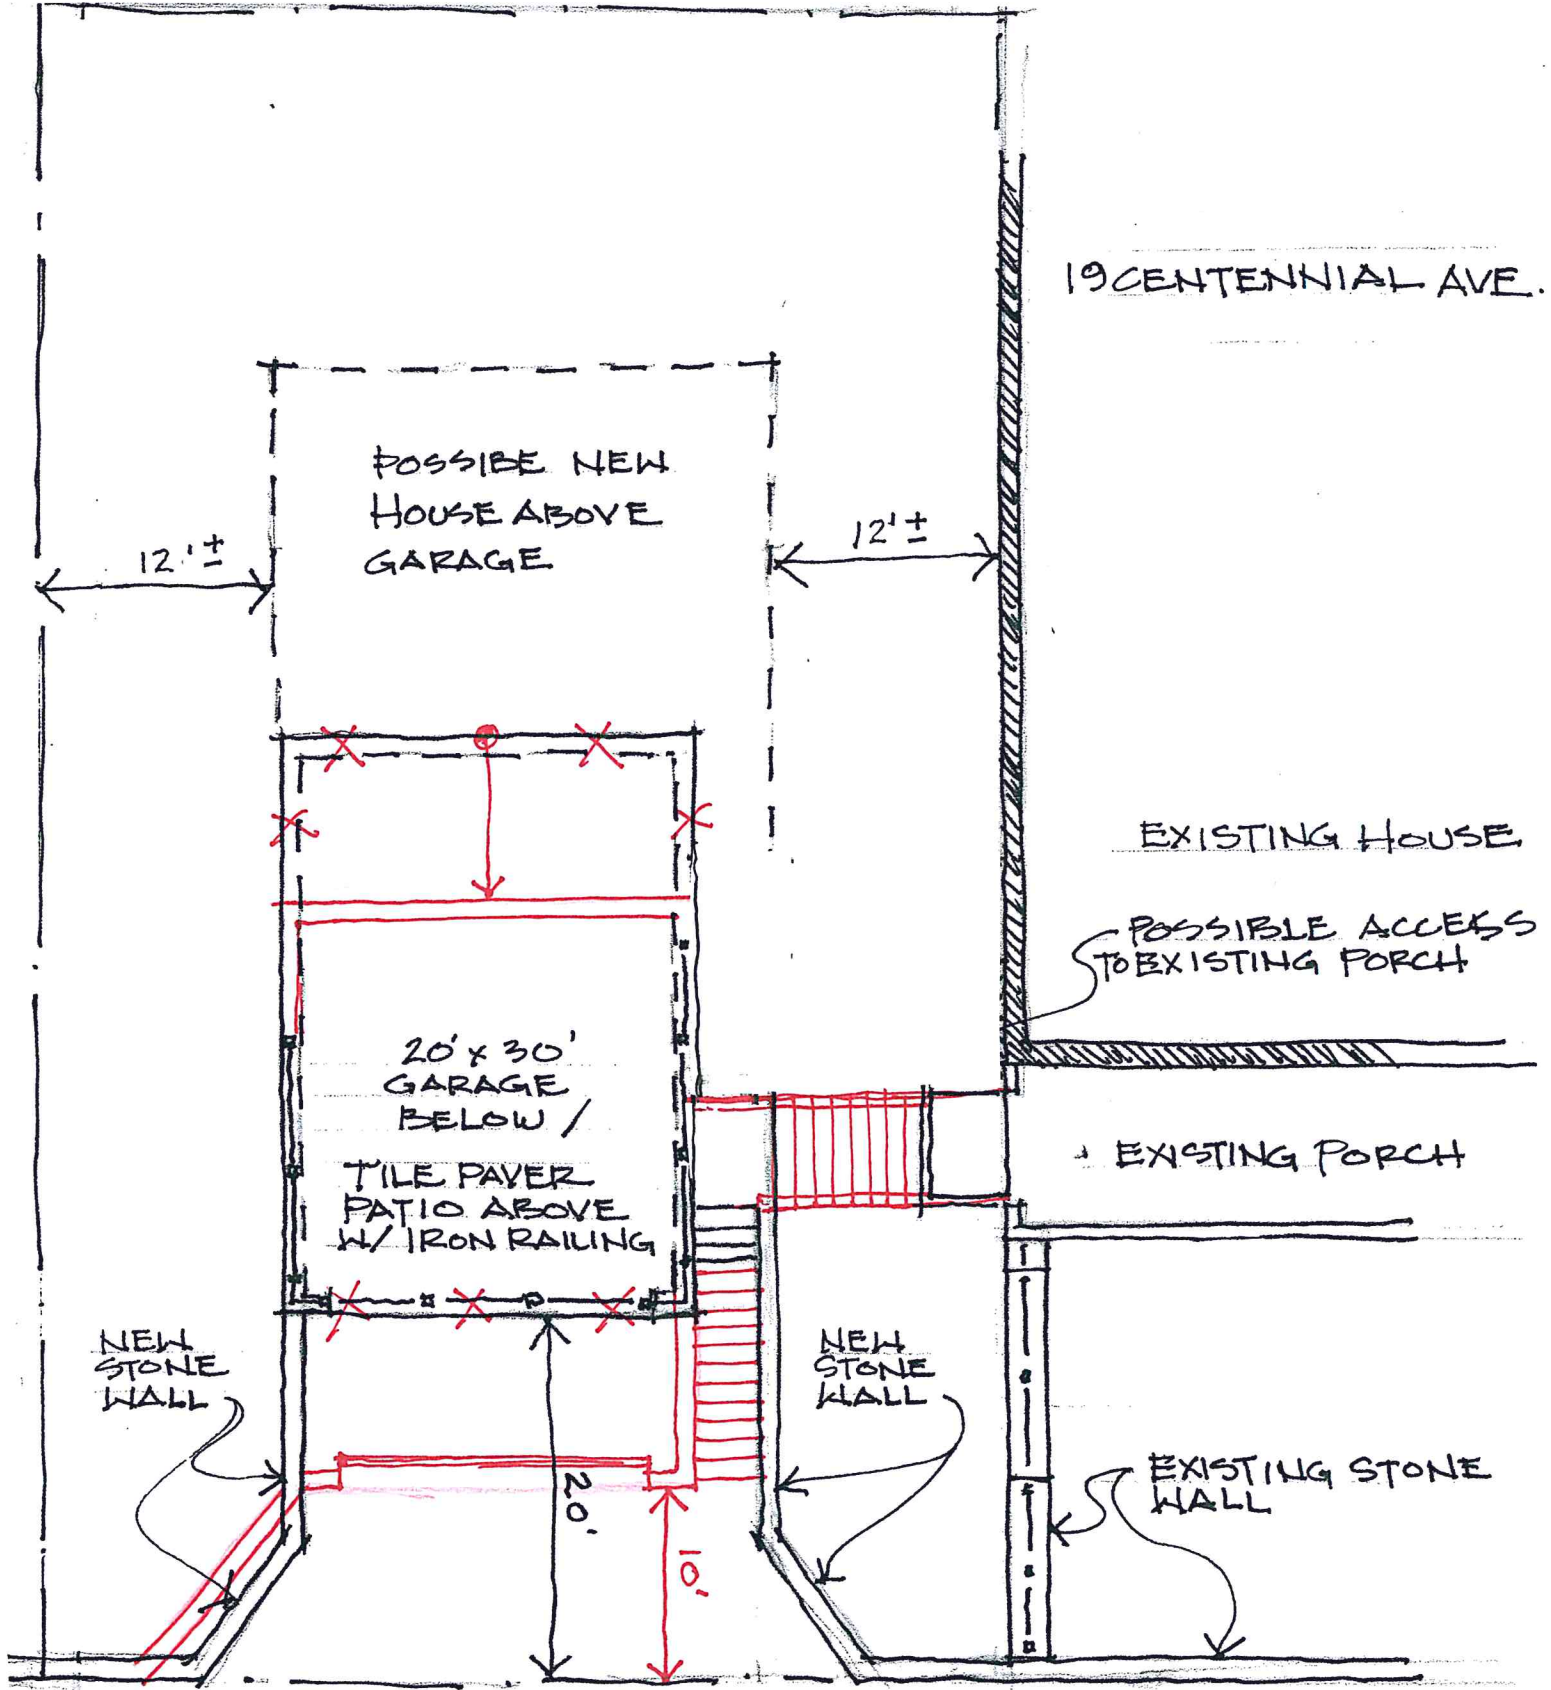 19 CENTENNIAL AVE.
POSSIBE NEW
HOUSE ABOVE
GARAGE
12'±
12'±
EXISTING HOUSE
POSSIBLE ACCESS
TO EXISTING PORCH
20' x 30'
GARAGE
BELOW /
TILE PAVER
PATIO ABOVE
W/ IRON RAILING
EXISTING PORCH
NEW
STONE
WALL
NEW
STONE
WALL
EXISTING STONE
WALL
20'
10'